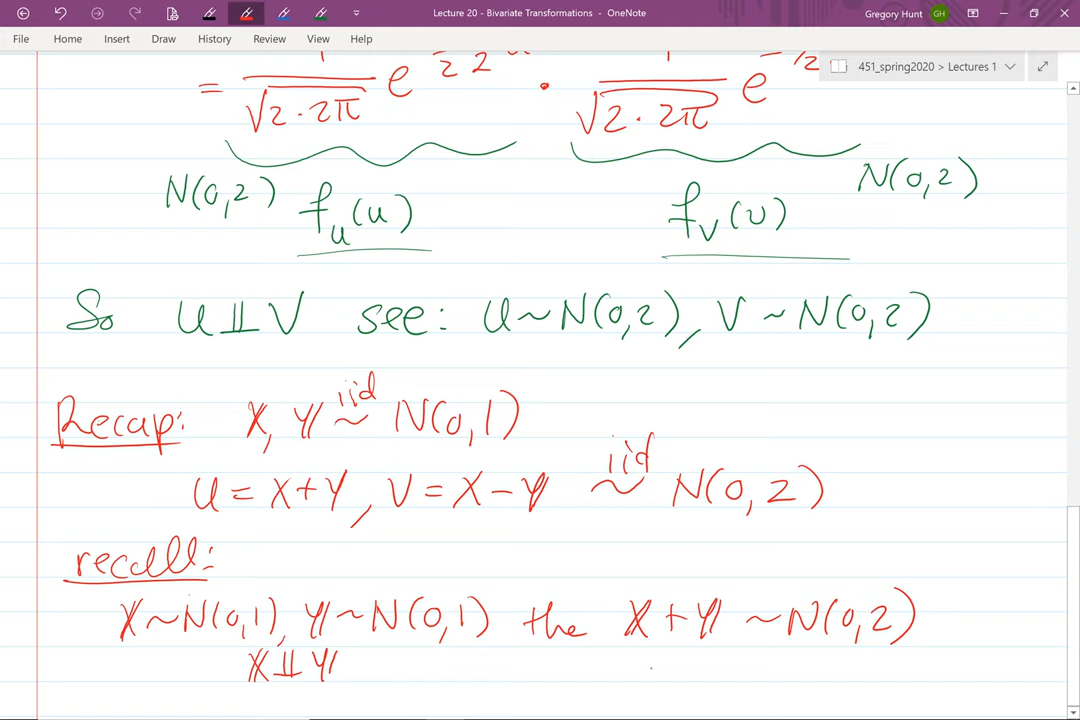 Lecture 20 - Bivariate Transformations - OneNote
Gregory Hunt GH
File Home Insert Draw History Review View Help
451_spring2020 > Lectures 1
= 1/√2·2π e · 1/√2·2π e
N(0,2) f_U(u) f_V(v) N(0,2)
So U⫫V see: U~N(0,2), V~N(0,2)
Recap: X, Y iid ~ N(0,1)
U=X+Y, V=X-Y iid ~ N(0,2)
recall:
X~N(0,1), Y~N(0,1) the X+Y ~N(0,2)
X⫫Y